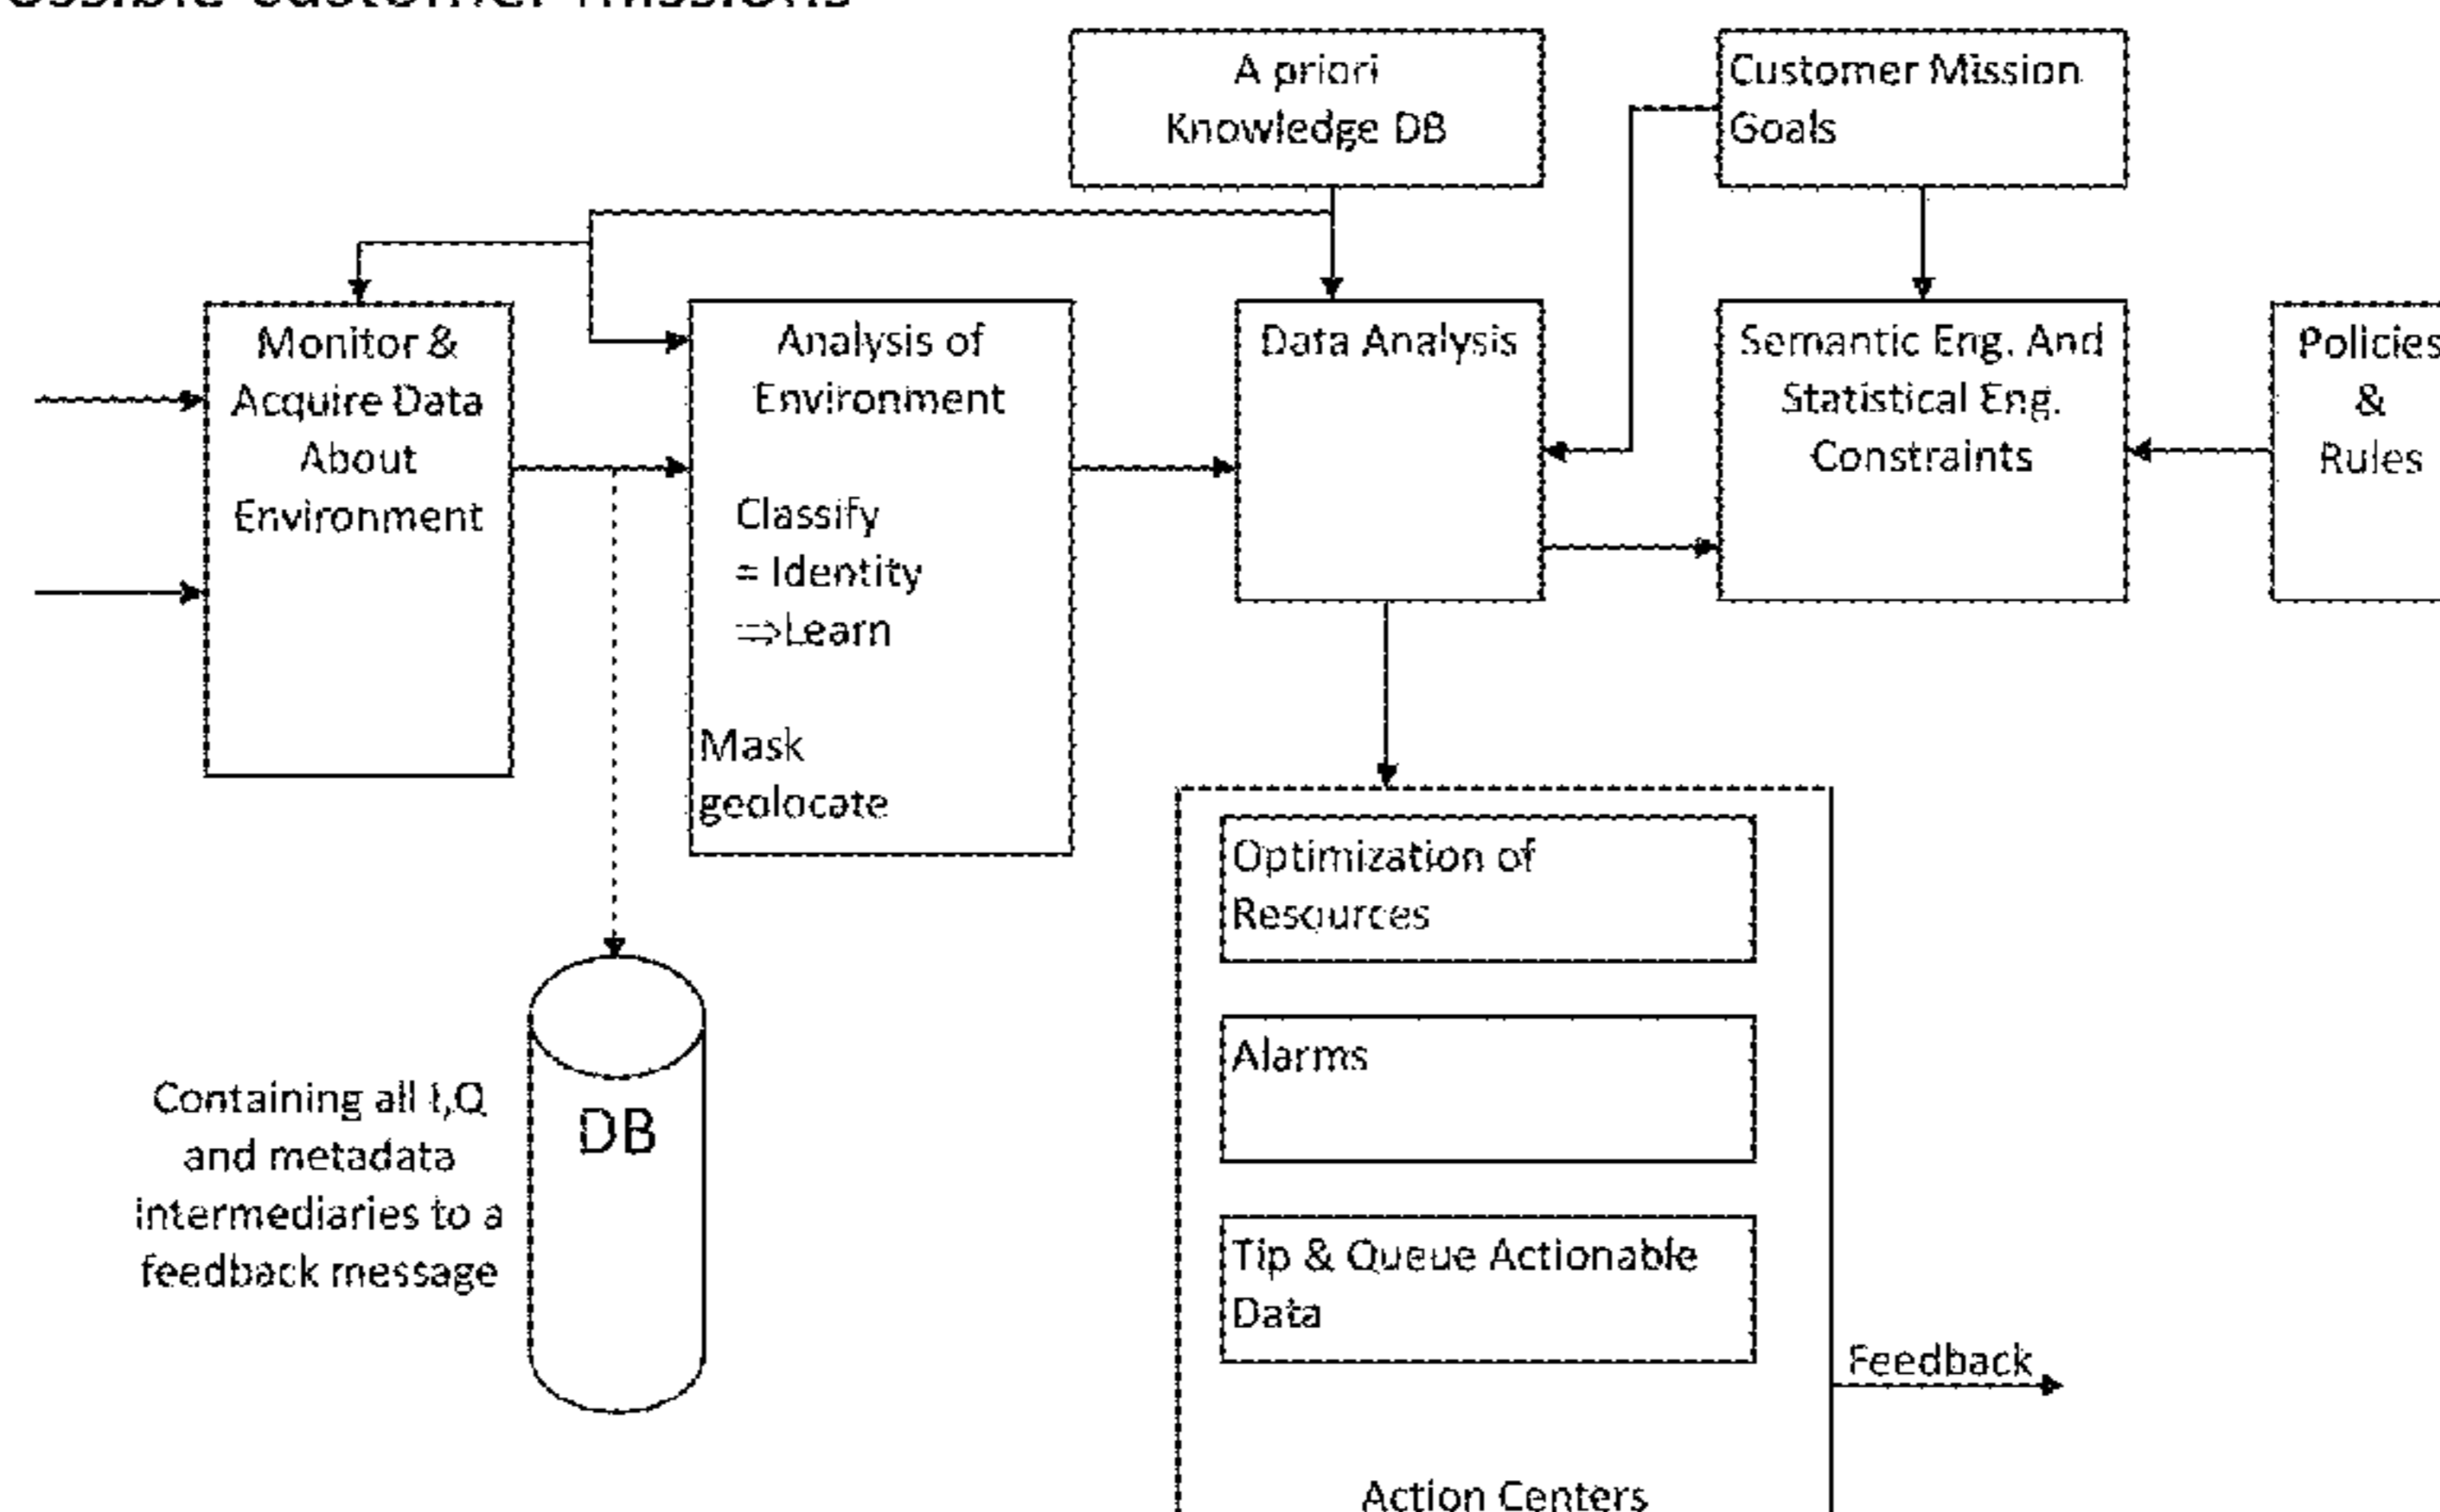 customer missions
A priori
Knowledge DB
Customer Mission
Goals
Monitor &
Acquire Data
About
Environment
Analysis of
Environment
Classify
= Identity
⇒Learn
Mask
geolocate
Data Analysis
Semantic Eng. And
Statistical Eng.
Constraints
Policies
&
Rules
Optimization of
Resources
Alarms
Tip & Queue Actionable
Data
Feedback
Action Centers
DB
Containing all I,Q
and metadata
intermediaries to a
feedback message